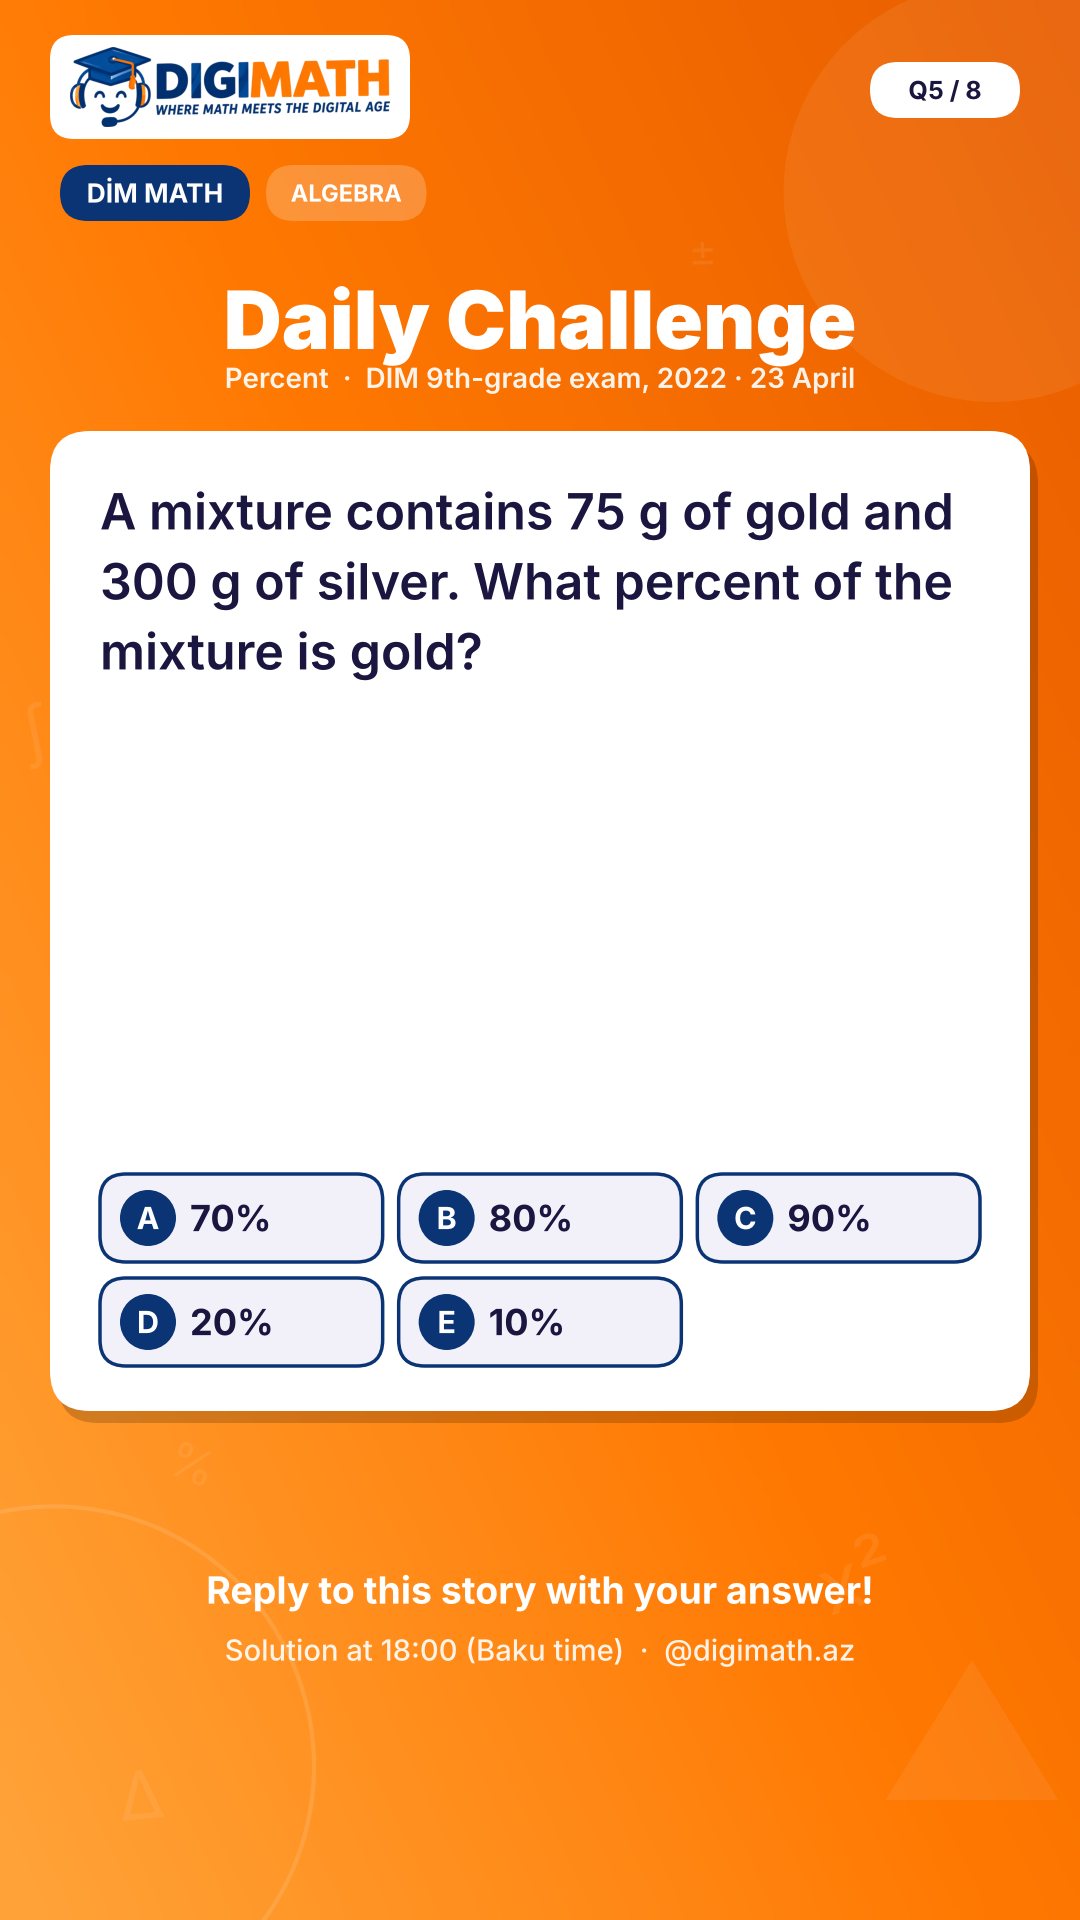 DIGIMATH
WHERE MATH MEETS THE DIGITAL AGE
Q5 / 8
DİM MATH
ALGEBRA
±
Daily Challenge
Percent · DIM 9th-grade exam, 2022 · 23 April
A mixture contains 75 g of gold and
300 g of silver. What percent of the
mixture is gold?
∫
A 70%
B 80%
C 90%
D 20%
E 10%
%
x²
Reply to this story with your answer!
Solution at 18:00 (Baku time) · @digimath.az
Δ